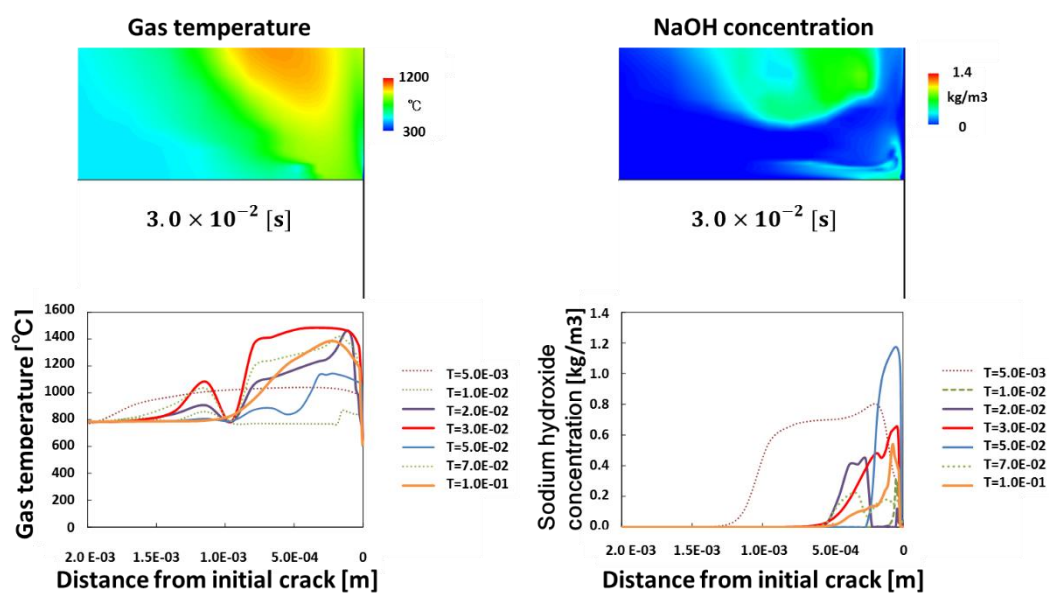 Gas temperature
1200
℃
300
3.0 × 10⁻² [s]
NaOH concentration
1.4
kg/m3
0
3.0 × 10⁻² [s]
Gas temperature [℃]
1600
1400
1200
1000
800
600
400
200
0
2.0 E-03
1.5 E-03
1.0 E-03
5.0 E-04
0
Distance from initial crack [m]
T=5.0E-03
T=1.0E-02
T=2.0E-02
T=3.0E-02
T=5.0E-02
T=7.0E-02
T=1.0E-01
Sodium hydroxide
concentration [kg/m3]
1.4
1.2
1.0
0.8
0.6
0.4
0.2
0.0
2.0 E-03
1.5 E-03
1.0 E-03
5.0 E-04
0
Distance from initial crack [m]
T=5.0E-03
T=1.0E-02
T=2.0E-02
T=3.0E-02
T=5.0E-02
T=7.0E-02
T=1.0E-01